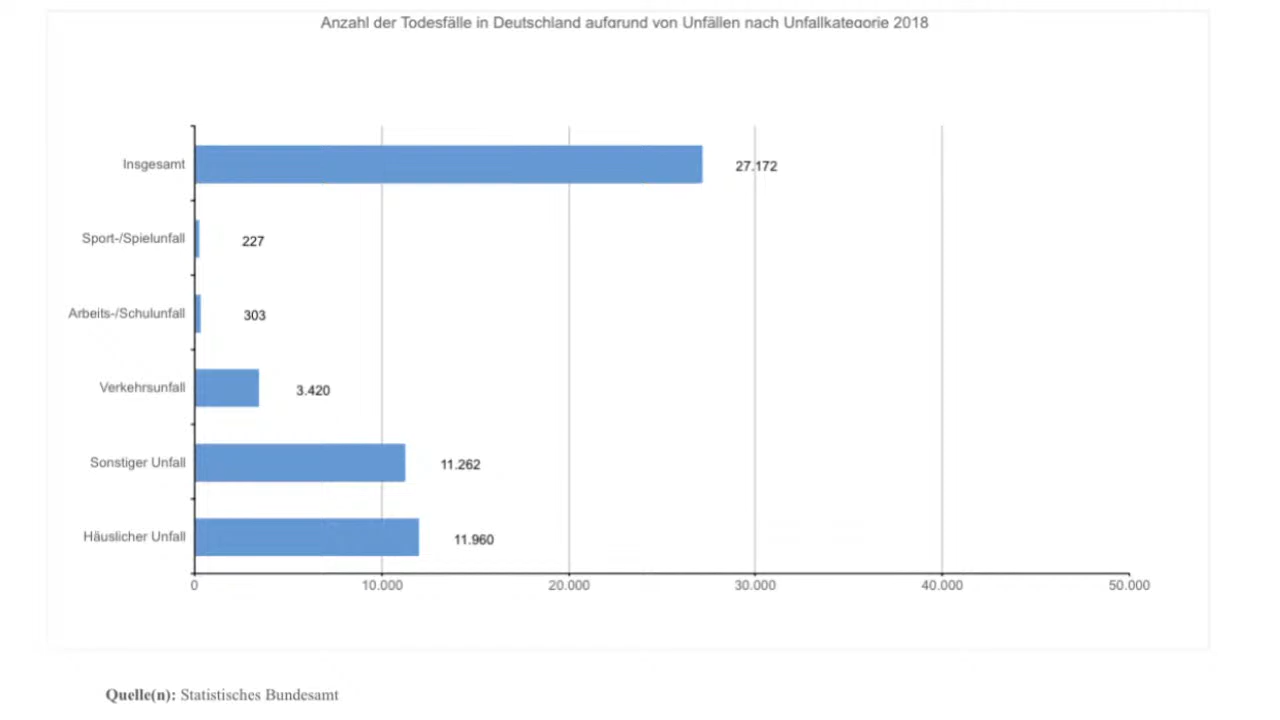 Anzahl der Todesfälle in Deutschland aufgrund von Unfällen nach Unfallkategorie 2018
Insgesamt 27.172
Sport-/Spielunfall 227
Arbeits-/Schulunfall 303
Verkehrsunfall 3.420
Sonstiger Unfall 11.262
Häuslicher Unfall 11.960
0 10.000 20.000 30.000 40.000 50.000
Quelle(n): Statistisches Bundesamt